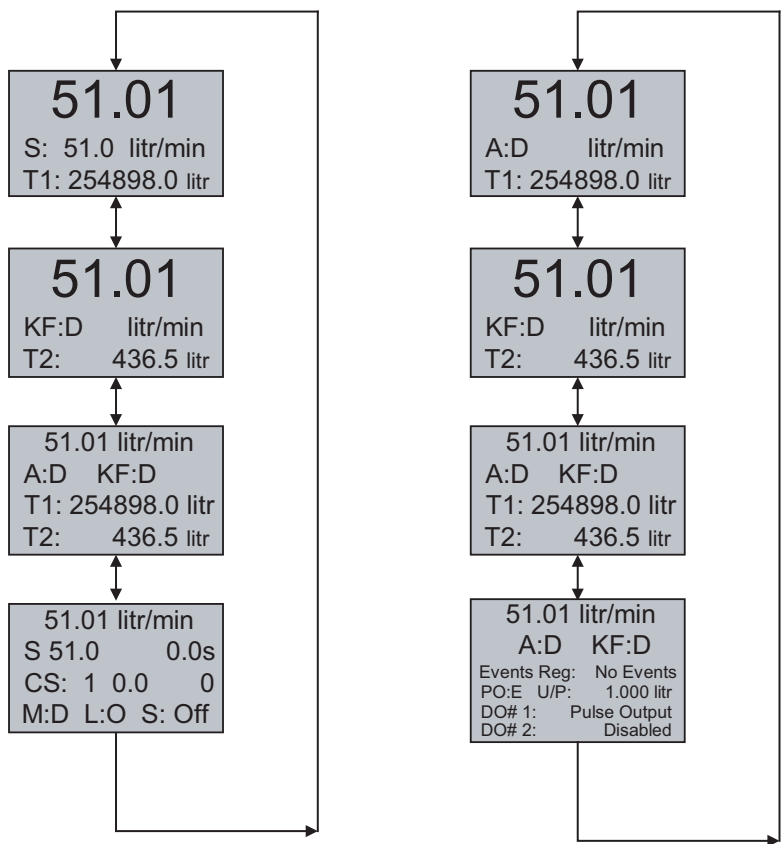 51.01
S: 51.0 litr/min
T1: 254898.0 litr
51.01
KF:D litr/min
T2: 436.5 litr
51.01 litr/min
A:D KF:D
T1: 254898.0 litr
T2: 436.5 litr
51.01 litr/min
S 51.0 0.0s
CS: 1 0.0 0
M:D L:O S: Off
51.01
A:D litr/min
T1: 254898.0 litr
51.01
KF:D litr/min
T2: 436.5 litr
51.01 litr/min
A:D KF:D
T1: 254898.0 litr
T2: 436.5 litr
51.01 litr/min
A:D KF:D
Events Reg: No Events
PO:E U/P: 1.000 litr
DO# 1: Pulse Output
DO# 2: Disabled